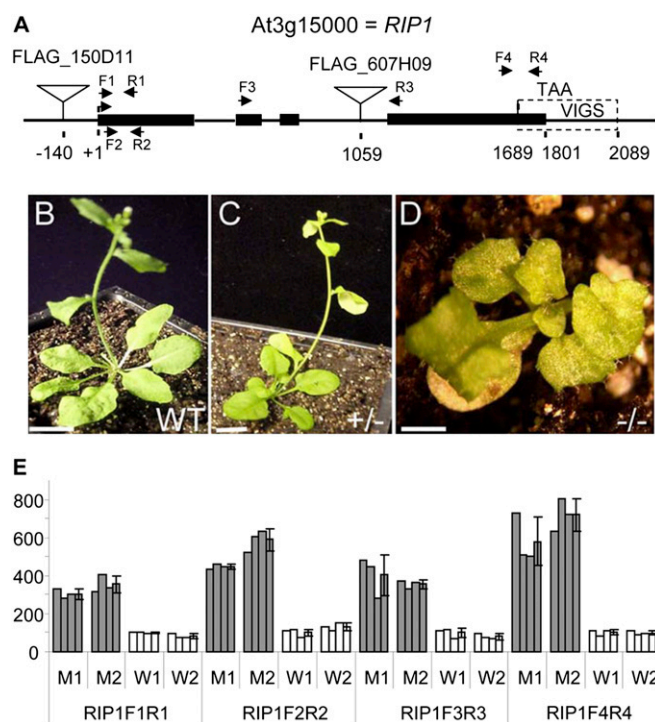 A At3g15000 = RIP1
FLAG_150D11 FLAG_607H09
F1 R1 F3 R3 F4 R4
TAA
VIGS
F2 R2
-140 +1 1059 1689 1801 2089
B C D
WT +/- -/-
E
800
600
400
200
0
M1 M2 W1 W2 M1 M2 W1 W2 M1 M2 W1 W2 M1 M2 W1 W2
RIP1F1R1 RIP1F2R2 RIP1F3R3 RIP1F4R4